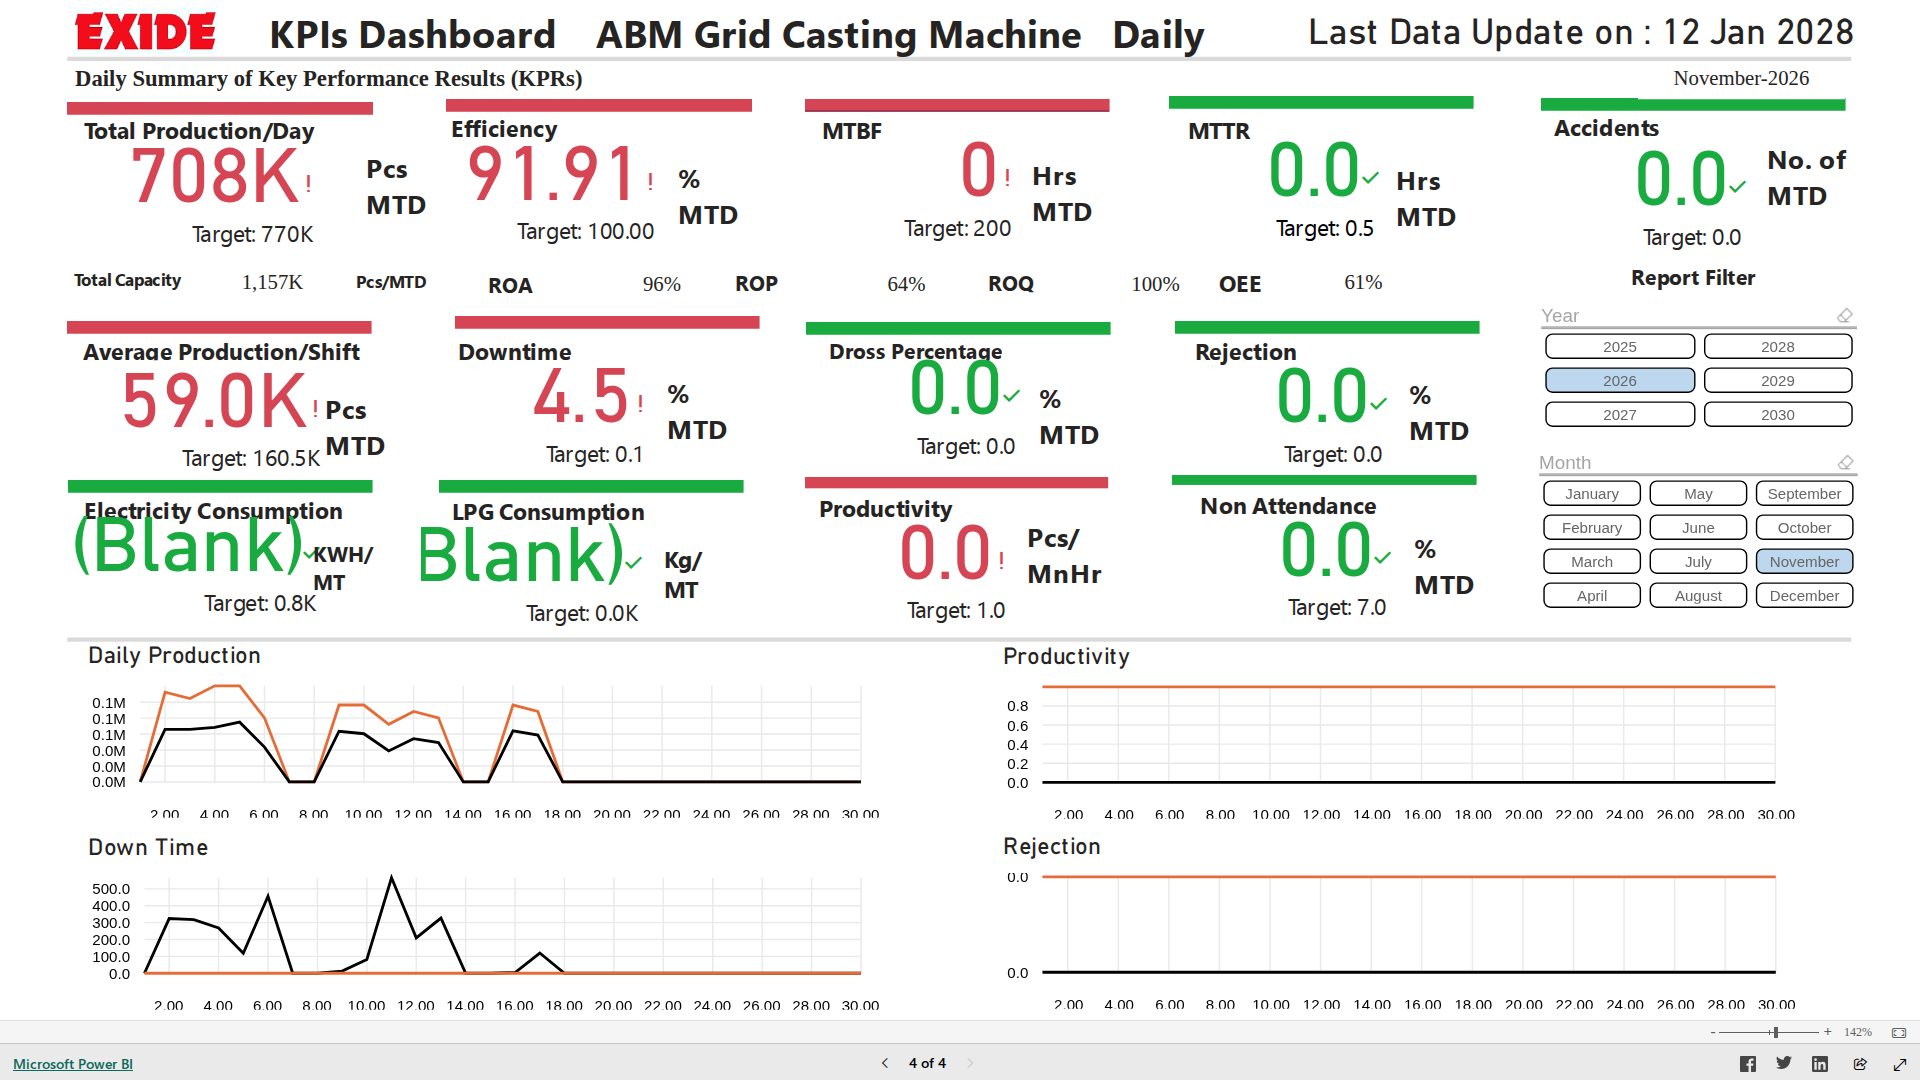 EXIDE KPIs Dashboard ABM Grid Casting Machine Daily Last Data Update on : 12 Jan 2028
Daily Summary of Key Performance Results (KPRs) November-2026
Total Production/Day
708K! Pcs MTD
Target: 770K
Efficiency
91.91! % MTD
Target: 100.00
MTBF
0! Hrs MTD
Target: 200
MTTR
0.0 Hrs MTD
Target: 0.5
Accidents
0.0 No. of MTD
Target: 0.0
Total Capacity 1,157K Pcs/MTD ROA 96% ROP 64% ROQ 100% OEE 61%
Average Production/Shift
59.0K! Pcs MTD
Target: 160.5K
Downtime
4.5! % MTD
Target: 0.1
Dross Percentage
0.0 % MTD
Target: 0.0
Rejection
0.0 % MTD
Target: 0.0
Electricity Consumption
(Blank) KWH/ MT
Target: 0.8K
LPG Consumption
Blank) Kg/ MT
Target: 0.0K
Productivity
0.0! Pcs/ MnHr
Target: 1.0
Non Attendance
0.0 % MTD
Target: 7.0
Report Filter
Year
2025 2028
2026 2029
2027 2030
Month
January May September
February June October
March July November
April August December
Daily Production
0.1M
0.1M
0.1M
0.0M
0.0M
0.0M
2.00 4.00 6.00 8.00 10.00 12.00 14.00 16.00 18.00 20.00 22.00 24.00 26.00 28.00 30.00
Productivity
0.8
0.6
0.4
0.2
0.0
2.00 4.00 6.00 8.00 10.00 12.00 14.00 16.00 18.00 20.00 22.00 24.00 26.00 28.00 30.00
Down Time
500.0
400.0
300.0
200.0
100.0
0.0
2.00 4.00 6.00 8.00 10.00 12.00 14.00 16.00 18.00 20.00 22.00 24.00 26.00 28.00 30.00
Rejection
0.0
0.0
2.00 4.00 6.00 8.00 10.00 12.00 14.00 16.00 18.00 20.00 22.00 24.00 26.00 28.00 30.00
- + 142%
Microsoft Power BI < 4 of 4 >